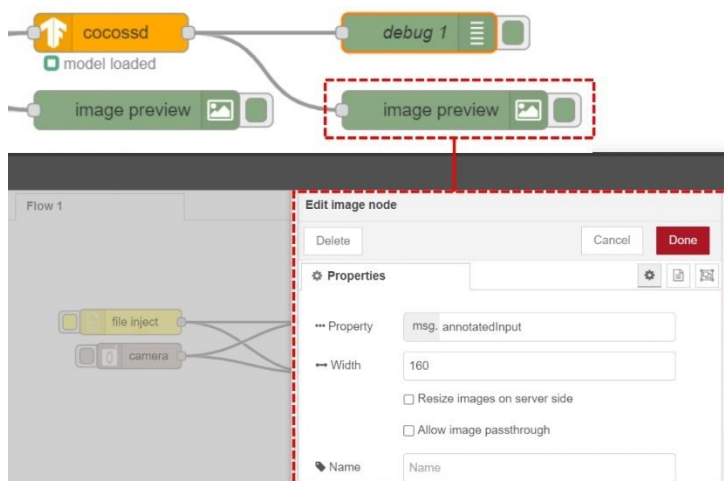 cocossd
debug 1
model loaded
image preview
image preview
Flow 1
Edit image node
Delete
Cancel
Done
Properties
file inject
camera
Property
msg. annotatedInput
Width
160
Resize images on server side
Allow image passthrough
Name
Name